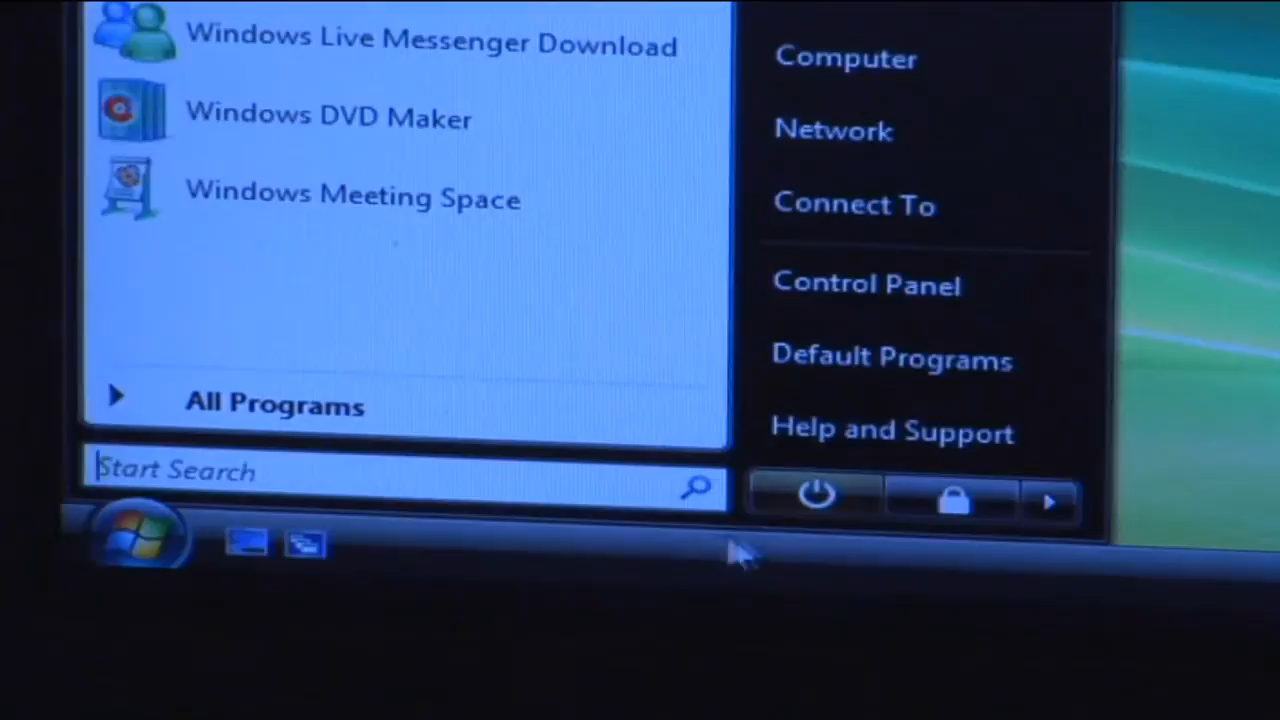 Windows Live Messenger Download
Windows DVD Maker
Windows Meeting Space
All Programs
Start Search
Computer
Network
Connect To
Control Panel
Default Programs
Help and Support